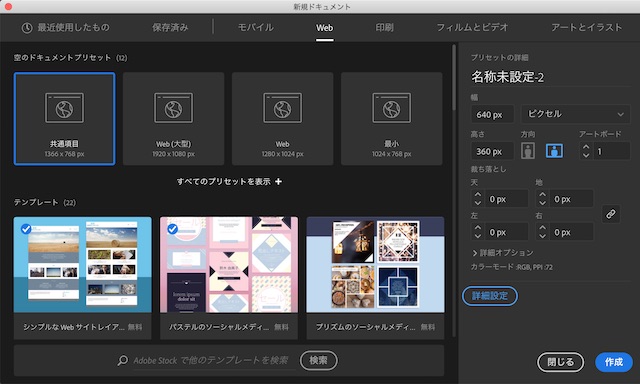 新規ドキュメント
最近使用したもの 保存済み モバイル Web 印刷 フィルムとビデオ アートとイラスト
空のドキュメントプリセット (12)
共通項目
1366 x 768 px
Web (大型)
1920 x 1080 px
Web
1280 x 1024 px
最小
1024 x 768 px
すべてのプリセットを表示 +
テンプレート (22)
シンプルな Web サイトレイア... 無料
パステルのソーシャルメディ... 無料
プリズムのソーシャルメディ... 無料
Adobe Stock で他のテンプレートを検索 検索
プリセットの詳細
名称未設定-2
幅
640 px ピクセル
高さ 方向 アートボード
360 px 1
裁ち落とし
天 地
0 px 0 px
左 右
0 px 0 px
詳細オプション
カラーモード :RGB, PPI :72
詳細設定
閉じる 作成